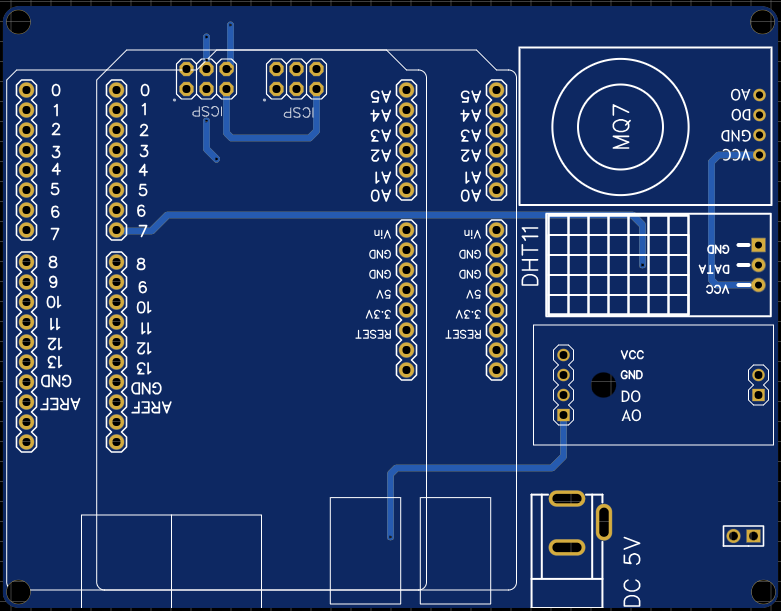 0
1
2
3
4
5
6
7
8
9
10
11
12
13
GND
AREF
0
1
2
3
4
5
6
7
8
9
10
11
12
13
GND
AREF
ICSP
ICSP
A5
A4
A3
A2
A1
A0
Vin
GND
GND
5V
3.3V
RESET
A5
A4
A3
A2
A1
A0
Vin
GND
GND
5V
3.3V
RESET
MQ7
AO
DO
GND
VCC
DHT11
GND
DATA
VCC
VCC
GND
DO
AO
DC 5V